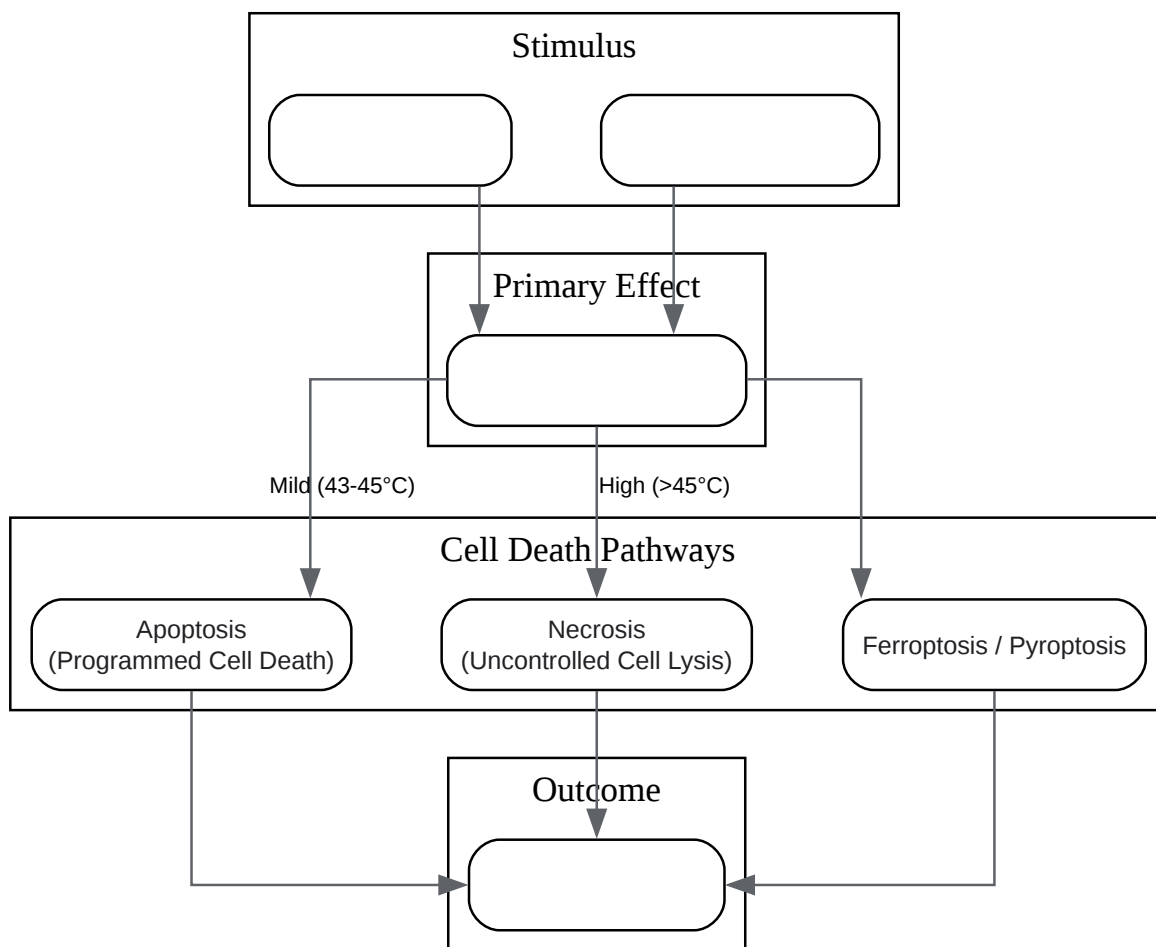 Stimulus
Primary Effect
Mild (43-45°C)
High (>45°C)
Cell Death Pathways
Apoptosis
(Programmed Cell Death)
Necrosis
(Uncontrolled Cell Lysis)
Ferroptosis / Pyroptosis
Outcome